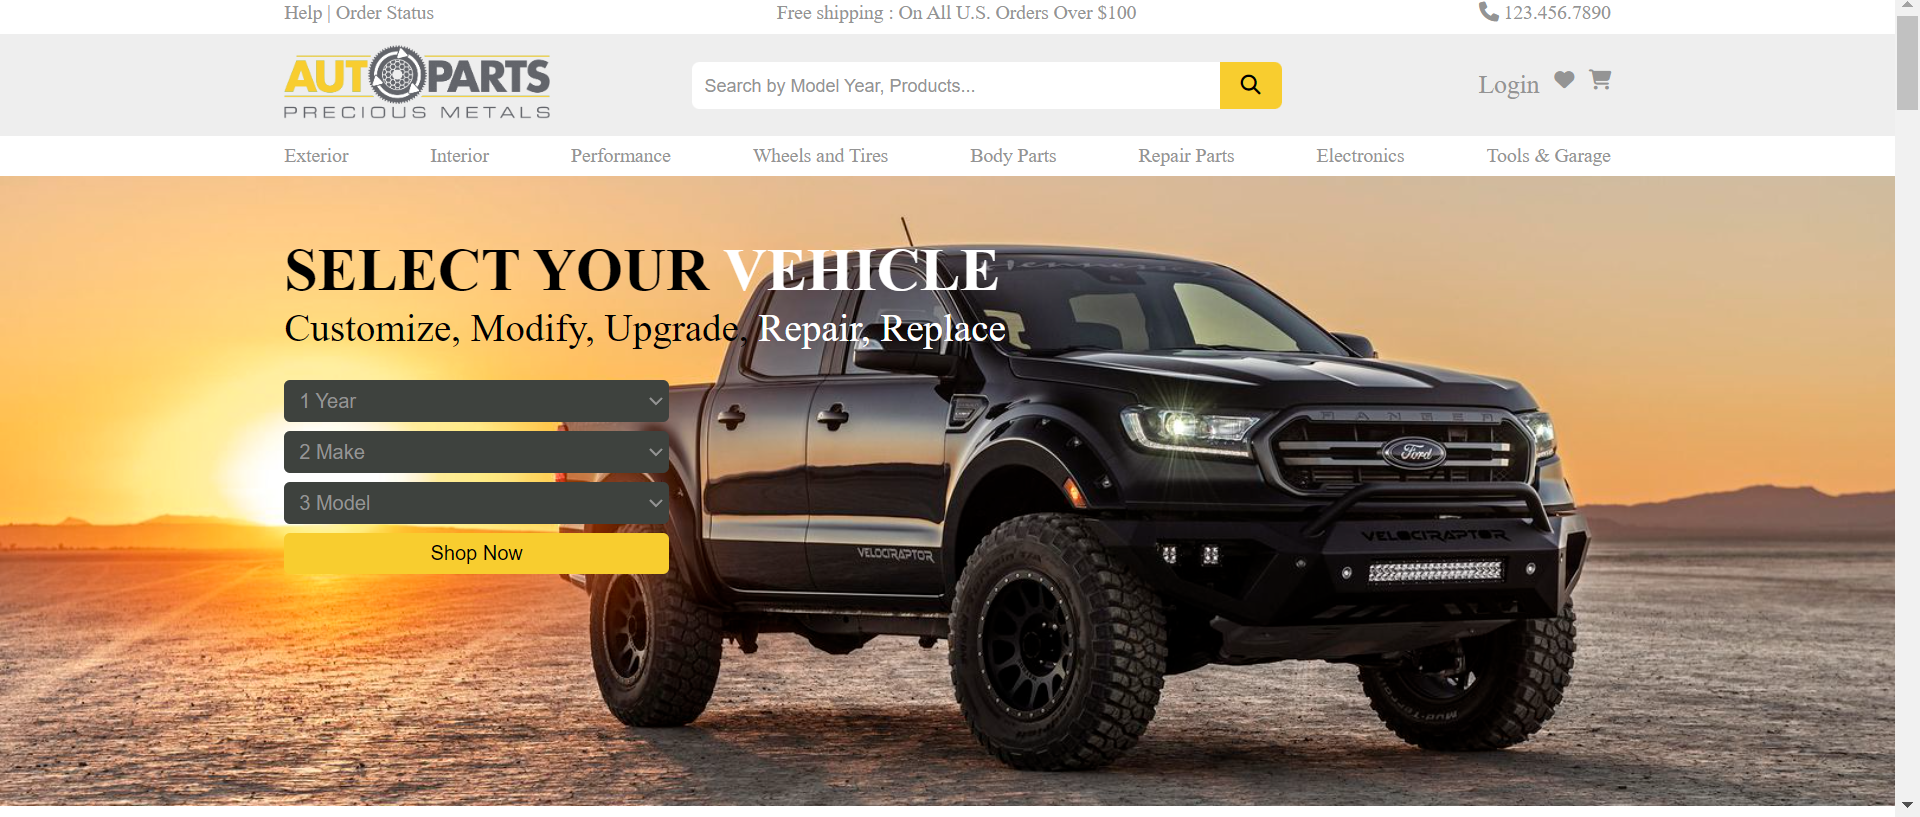 Help | Order Status
Free shipping : On All U.S. Orders Over $100
123.456.7890
AUTOPARTS
PRECIOUS METALS
Search by Model Year, Products...
Login
Exterior
Interior
Performance
Wheels and Tires
Body Parts
Repair Parts
Electronics
Tools & Garage
SELECT YOUR VEHICLE
Customize, Modify, Upgrade, Repair, Replace
1 Year
2 Make
3 Model
Shop Now
RANGER
Ford
VELOCIRAPTOR
VELOCIRAPTOR